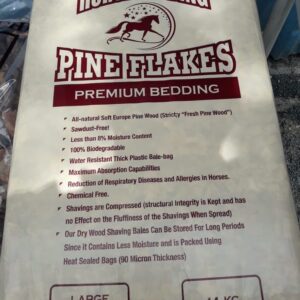 PINE FLAKES
PREMIUM BEDDING
• All-natural Soft Europe Pine Wood (Strictly "Fresh Pine Wood")
• Sawdust-Free!
• Less than 8% Moisture Content
• 100% Biodegradable
• Water Resistant Thick Plastic Bale-bag
• Maximum Absorption Capabilities
• Reduction of Respiratory Diseases and Allergies in Horses.
• Chemical Free.
• Shavings are Compressed (structural Integrity is Kept and has
no Effect on the Fluffiness of the Shavings When Spread)
• Our Dry Wood Shaving Bales Can Be Stored For Long Periods
Since it Contains Less Moisture and is Packed Using
Heat Sealed Bags (90 Micron Thickness)
LARGE
KG